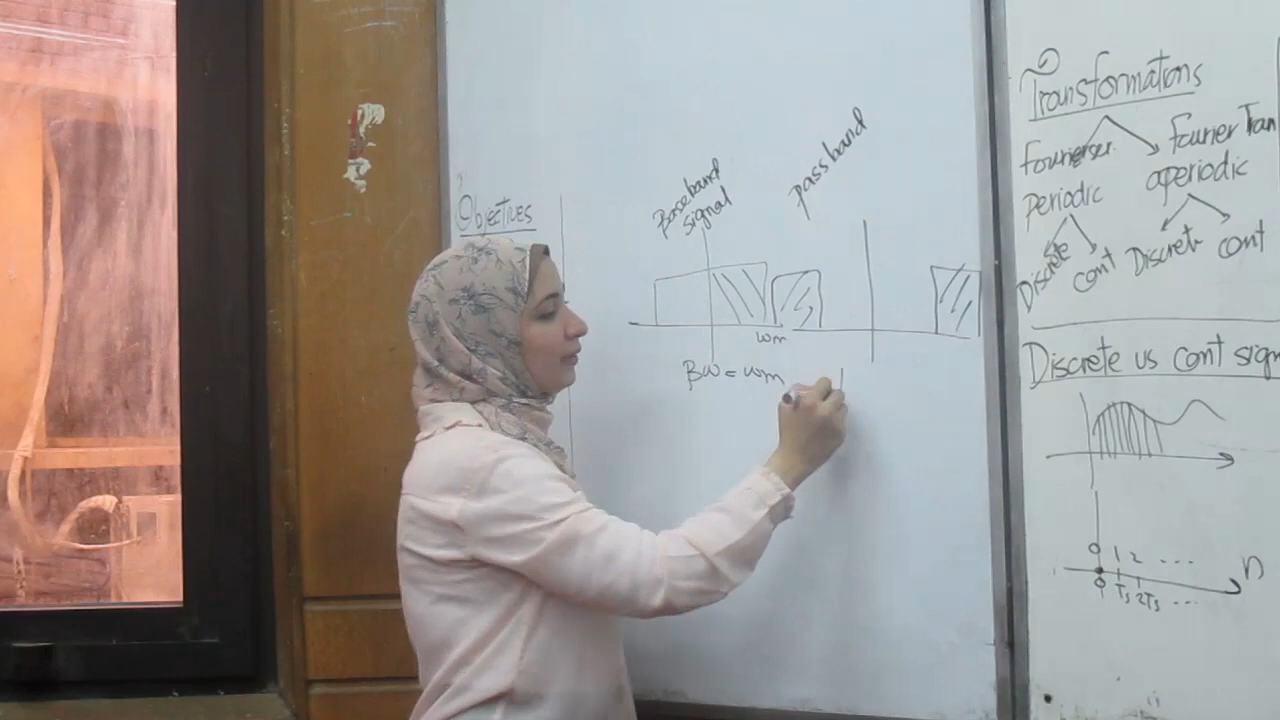 Objectives
Baseband
signal
passband
wm
BW = wm
Transformations
Fourier ser.
periodic
Discrete
cont
Fourier Tran
aperiodic
Discrete
cont
Discrete vs cont sign
0 1 2 ....
n
0 Ts 2Ts ...